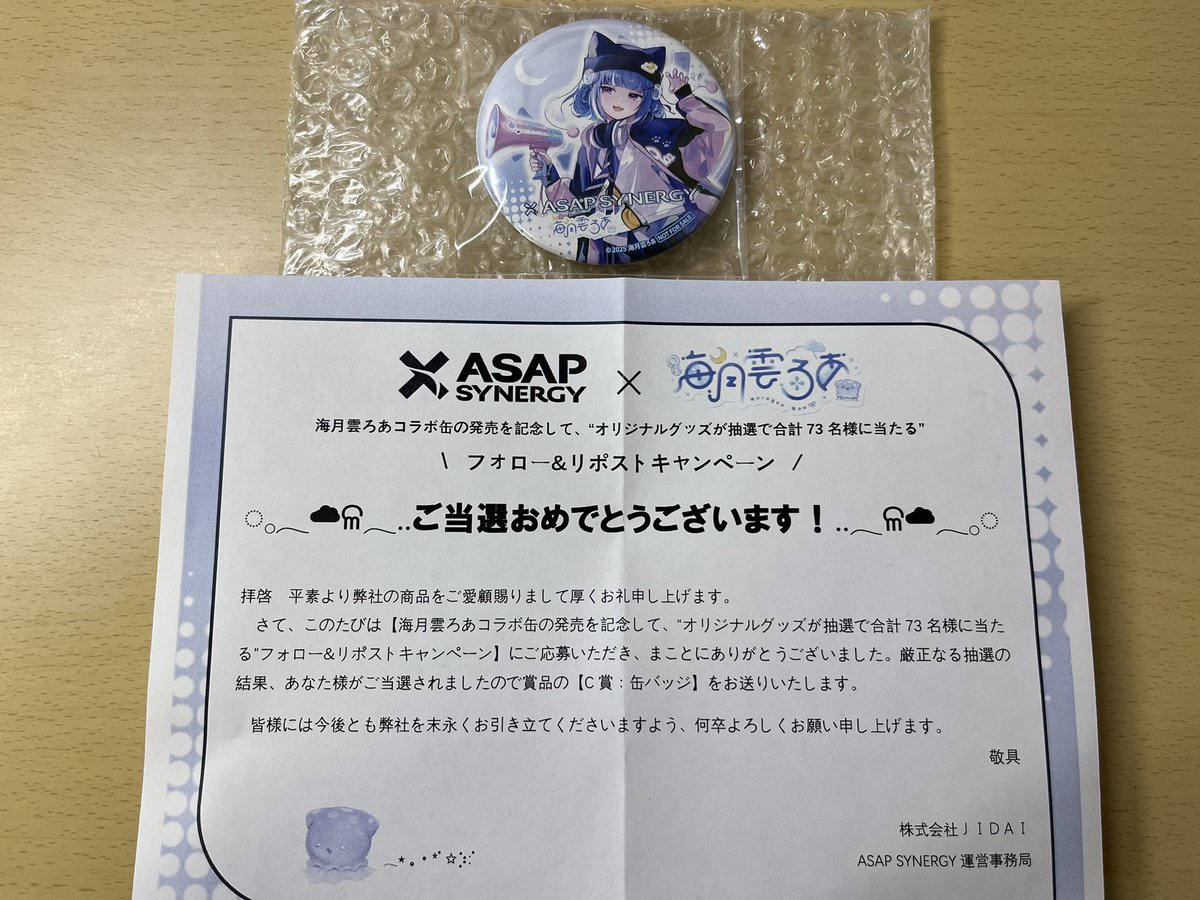 × ASAP SYNERGY
海月雲ろあ
©2025 海月雲ろあ NOT FOR SALE
ASAP
SYNERGY
×
海月雲ろあ
海月雲ろあコラボ缶の発売を記念して、“オリジナルグッズが抽選で合計 73 名様に当たる”
\ フォロー&リポストキャンペーン /
ご当選おめでとうございます！
拝啓　平素より弊社の商品をご愛顧賜りまして厚くお礼申し上げます。
さて、このたびは【海月雲ろあコラボ缶の発売を記念して、“オリジナルグッズが抽選で合計 73 名様に当た
る”フォロー&リポストキャンペーン】にご応募いただき、まことにありがとうございました。厳正なる抽選の
結果、あなた様がご当選されましたので賞品の【C 賞：缶バッジ】をお送りいたします。
皆様には今後とも弊社を末永くお引き立てくださいますよう、何卒よろしくお願い申し上げます。
敬具
株式会社ＪＩＤＡＩ
ASAP SYNERGY 運営事務局